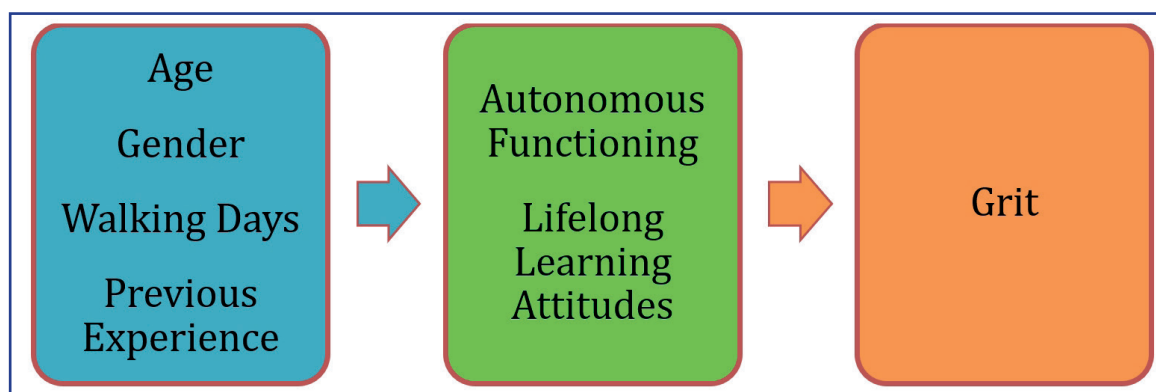 Age
Gender
Walking Days
Previous
Experience
Autonomous
Functioning
Lifelong
Learning
Attitudes
Grit